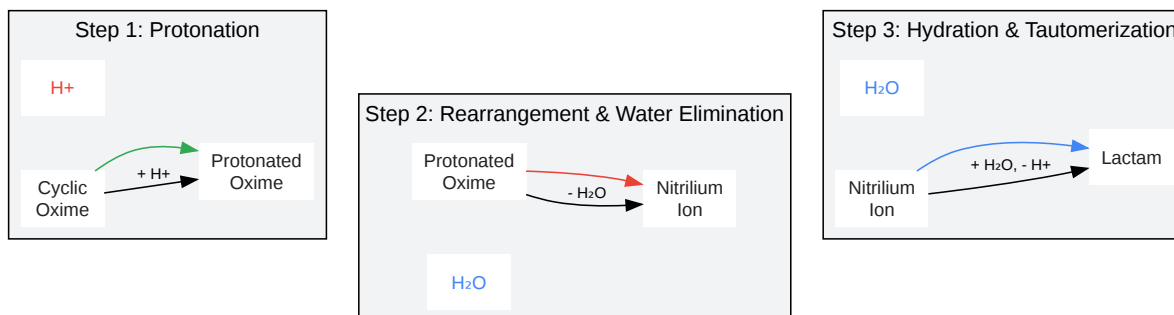 Step 1: Protonation
H+
+ H+
Protonated
Oxime
Cyclic
Oxime
Step 2: Rearrangement & Water Elimination
Protonated
Oxime
- H₂O
Nitrilium
Ion
H₂O
Step 3: Hydration & Tautomerization
H₂O
+ H₂O, - H+
Lactam
Nitrilium
Ion